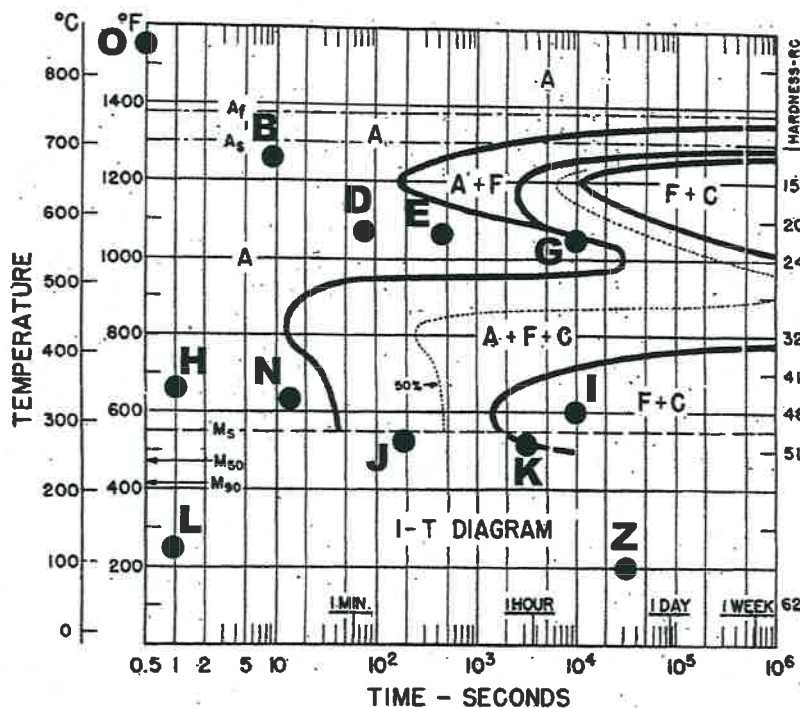 °C °F
O
800
A
1400
Af
B
A
As
700
1200
A + F
F + C
15
600
D
E
20
G
1000
A
24
500
800
A + F + C
32
400
H
N
50%
I
41
F + C
600
48
300
Ms
J
K
51
M50
M90
200
400
L
I-T DIAGRAM
Z
100
200
1 MIN.
1 HOUR
1 DAY
1 WEEK
62
0
0.5 1 2 5 10 10² 10³ 10⁴ 10⁵ 10⁶
TIME – SECONDS
TEMPERATURE
HARDNESS-RC